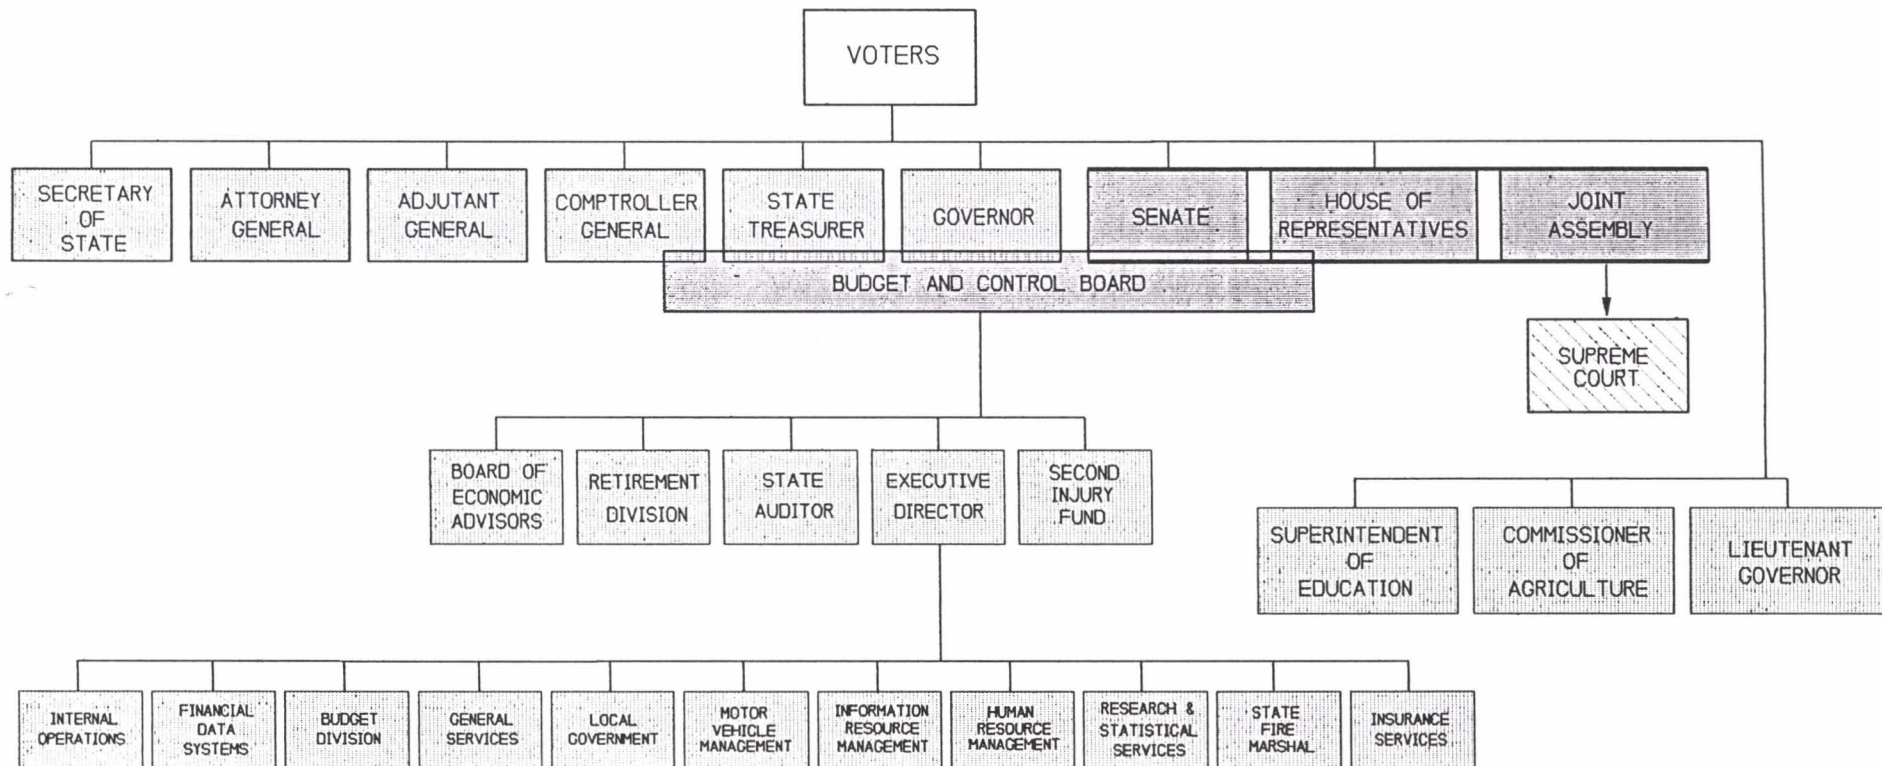 VOTERS
SECRETARY
OF
STATE
ATTORNEY
GENERAL
ADJUTANT
GENERAL
COMPTROLLER
GENERAL
STATE
TREASURER
GOVERNOR
SENATE
HOUSE OF
REPRESENTATIVES
JOINT
ASSEMBLY
BUDGET AND CONTROL BOARD
SUPREME
COURT
BOARD OF
ECONOMIC
ADVISORS
RETIREMENT
DIVISION
STATE
AUDITOR
EXECUTIVE
DIRECTOR
SECOND
INJURY
FUND
SUPERINTENDENT
OF
EDUCATION
COMMISSIONER
OF
AGRICULTURE
LIEUTENANT
GOVERNOR
INTERNAL
OPERATIONS
FINANCIAL
DATA
SYSTEMS
BUDGET
DIVISION
GENERAL
SERVICES
LOCAL
GOVERNMENT
MOTOR
VEHICLE
MANAGEMENT
INFORMATION
RESOURCE
MANAGEMENT
HUMAN
RESOURCE
MANAGEMENT
RESEARCH &
STATISTICAL
SERVICES
STATE
FIRE
MARSHAL
INSURANCE
SERVICES